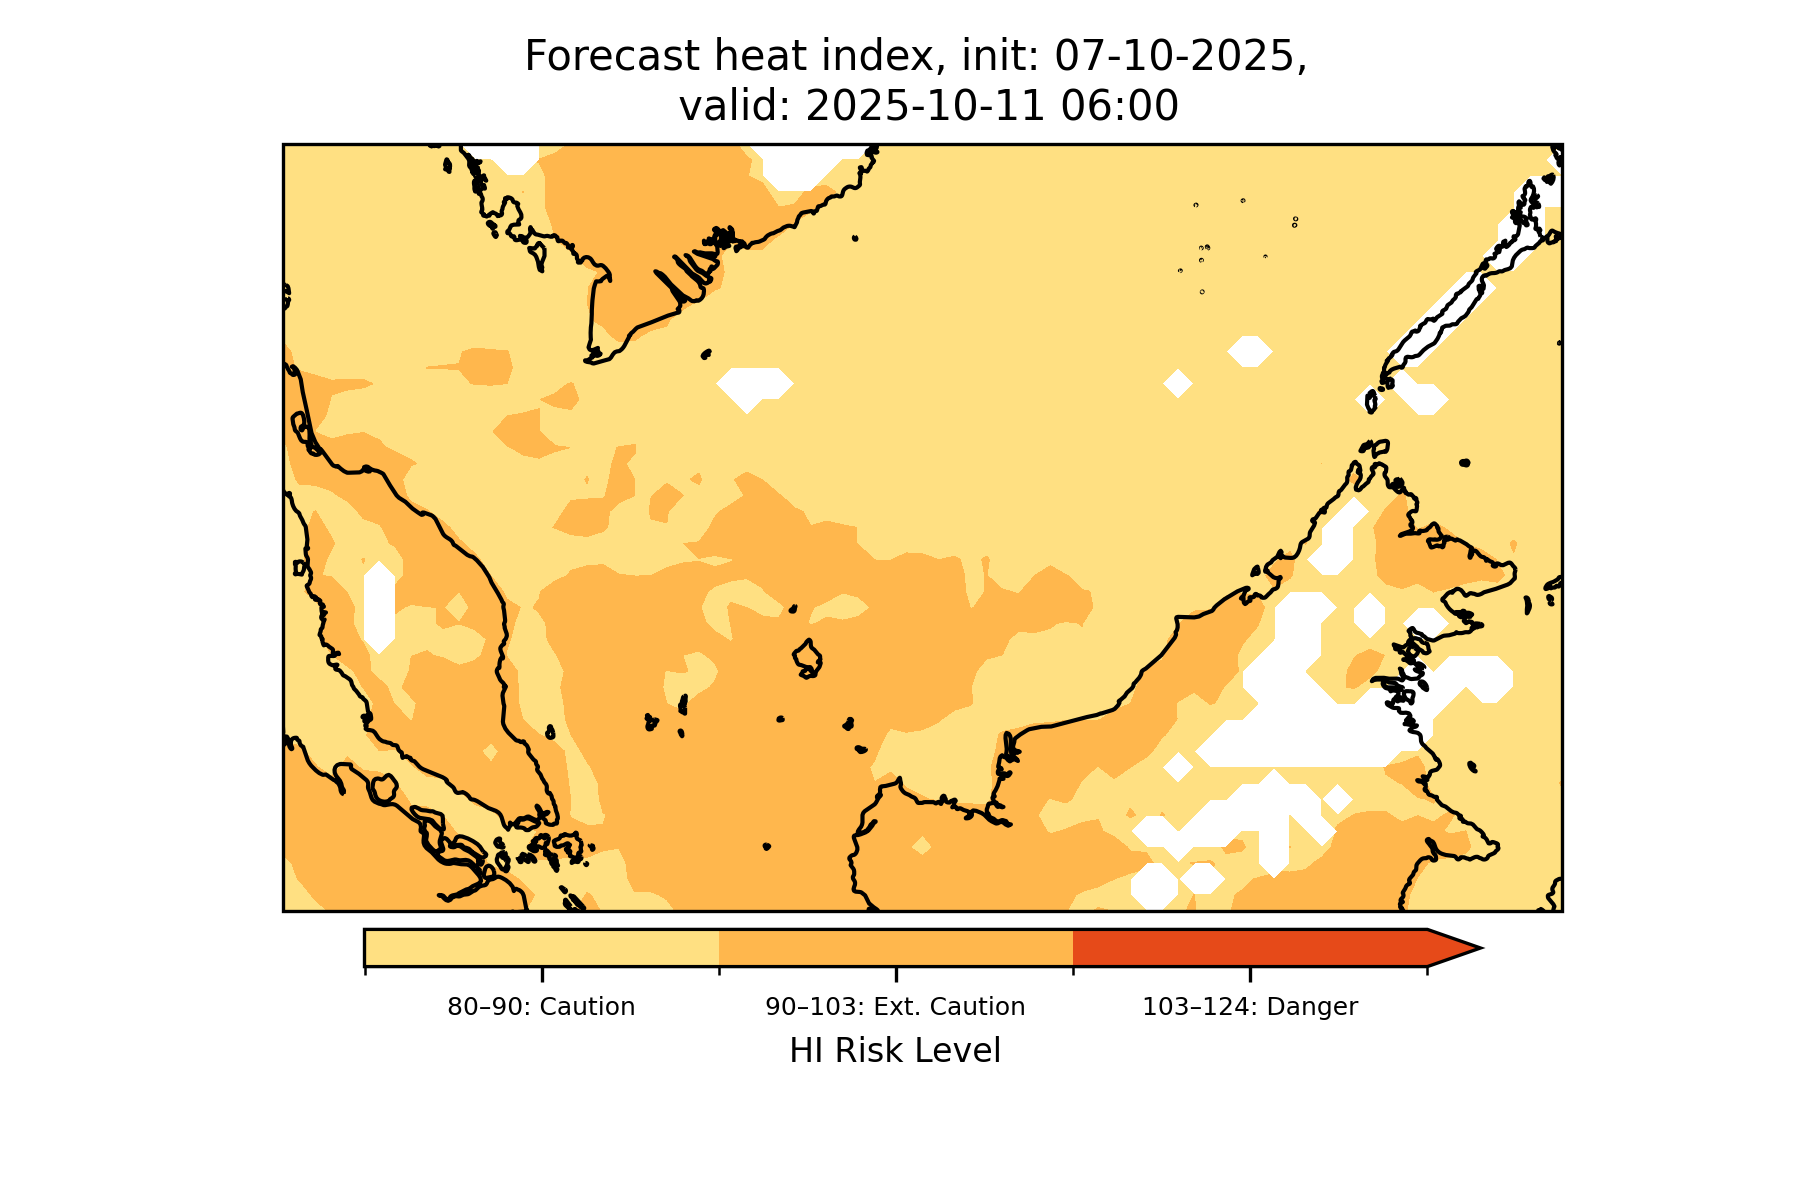 Forecast heat index, init: 07-10-2025,
valid: 2025-10-11 06:00
80–90: Caution
90–103: Ext. Caution
103–124: Danger
HI Risk Level